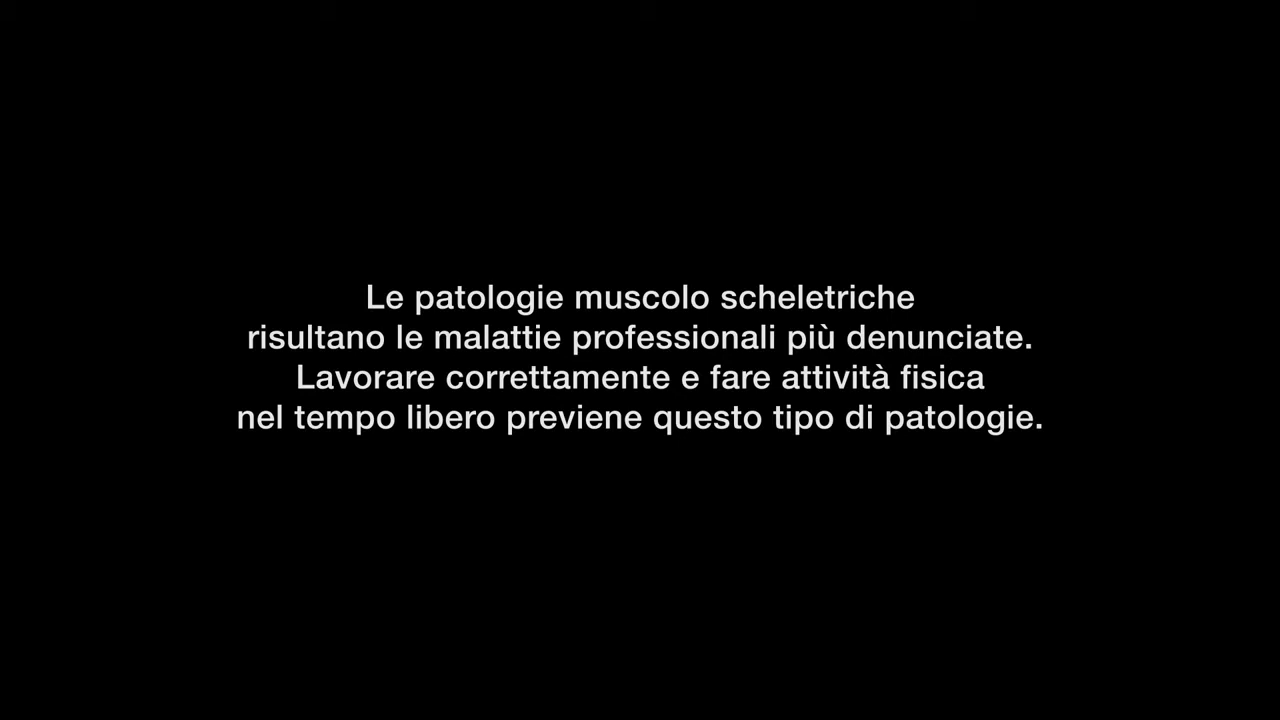 Le patologie muscolo scheletriche
risultano le malattie professionali più denunciate.
Lavorare correttamente e fare attività fisica
nel tempo libero previene questo tipo di patologie.